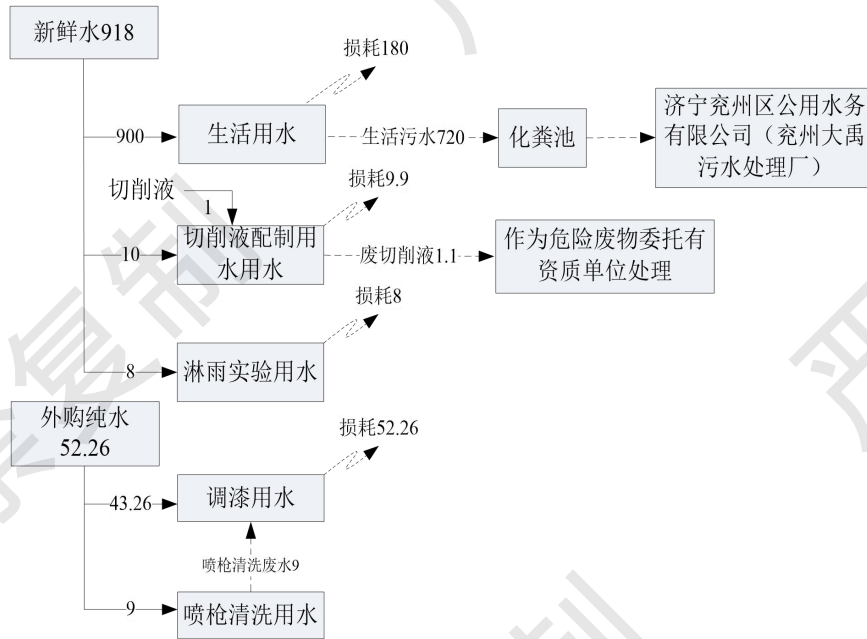 新鲜水918
损耗180
900
生活用水
生活污水720
化粪池
济宁兖州区公用水务
有限公司（兖州大禹
污水处理厂）
切削液
1
损耗9.9
10
切削液配制用
水用水
废切削液1.1
作为危险废物委托有
资质单位处理
损耗8
8
淋雨实验用水
外购纯水
52.26
损耗52.26
43.26
调漆用水
喷枪清洗废水9
9
喷枪清洗用水
复制
严